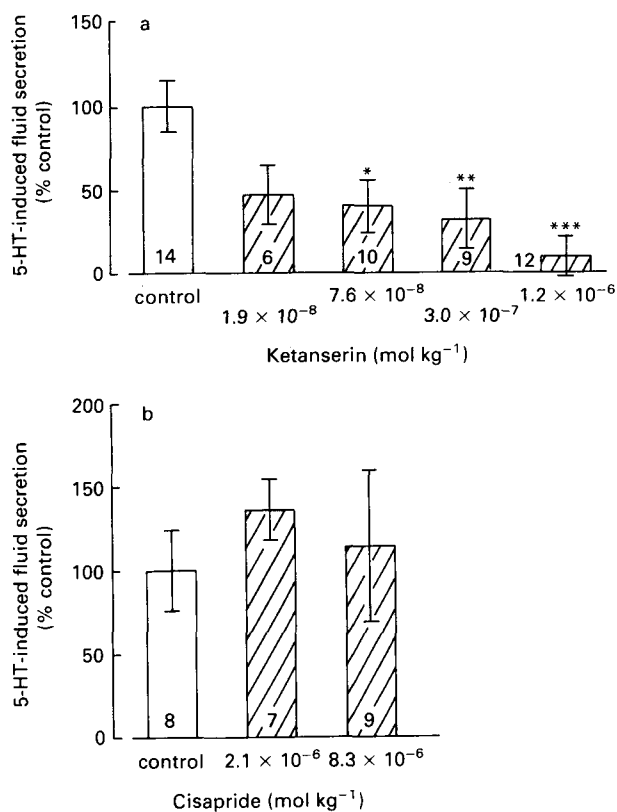 a
5-HT-induced fluid secretion
(% control)
150
100
50
0
* ** ***
14 6 10 9 12
control 7.6 × 10⁻⁸ 1.2 × 10⁻⁶
1.9 × 10⁻⁸ 3.0 × 10⁻⁷
Ketanserin (mol kg⁻¹)
b
5-HT-induced fluid secretion
(% control)
200
150
100
50
0
8 7 9
control 2.1 × 10⁻⁶ 8.3 × 10⁻⁶
Cisapride (mol kg⁻¹)